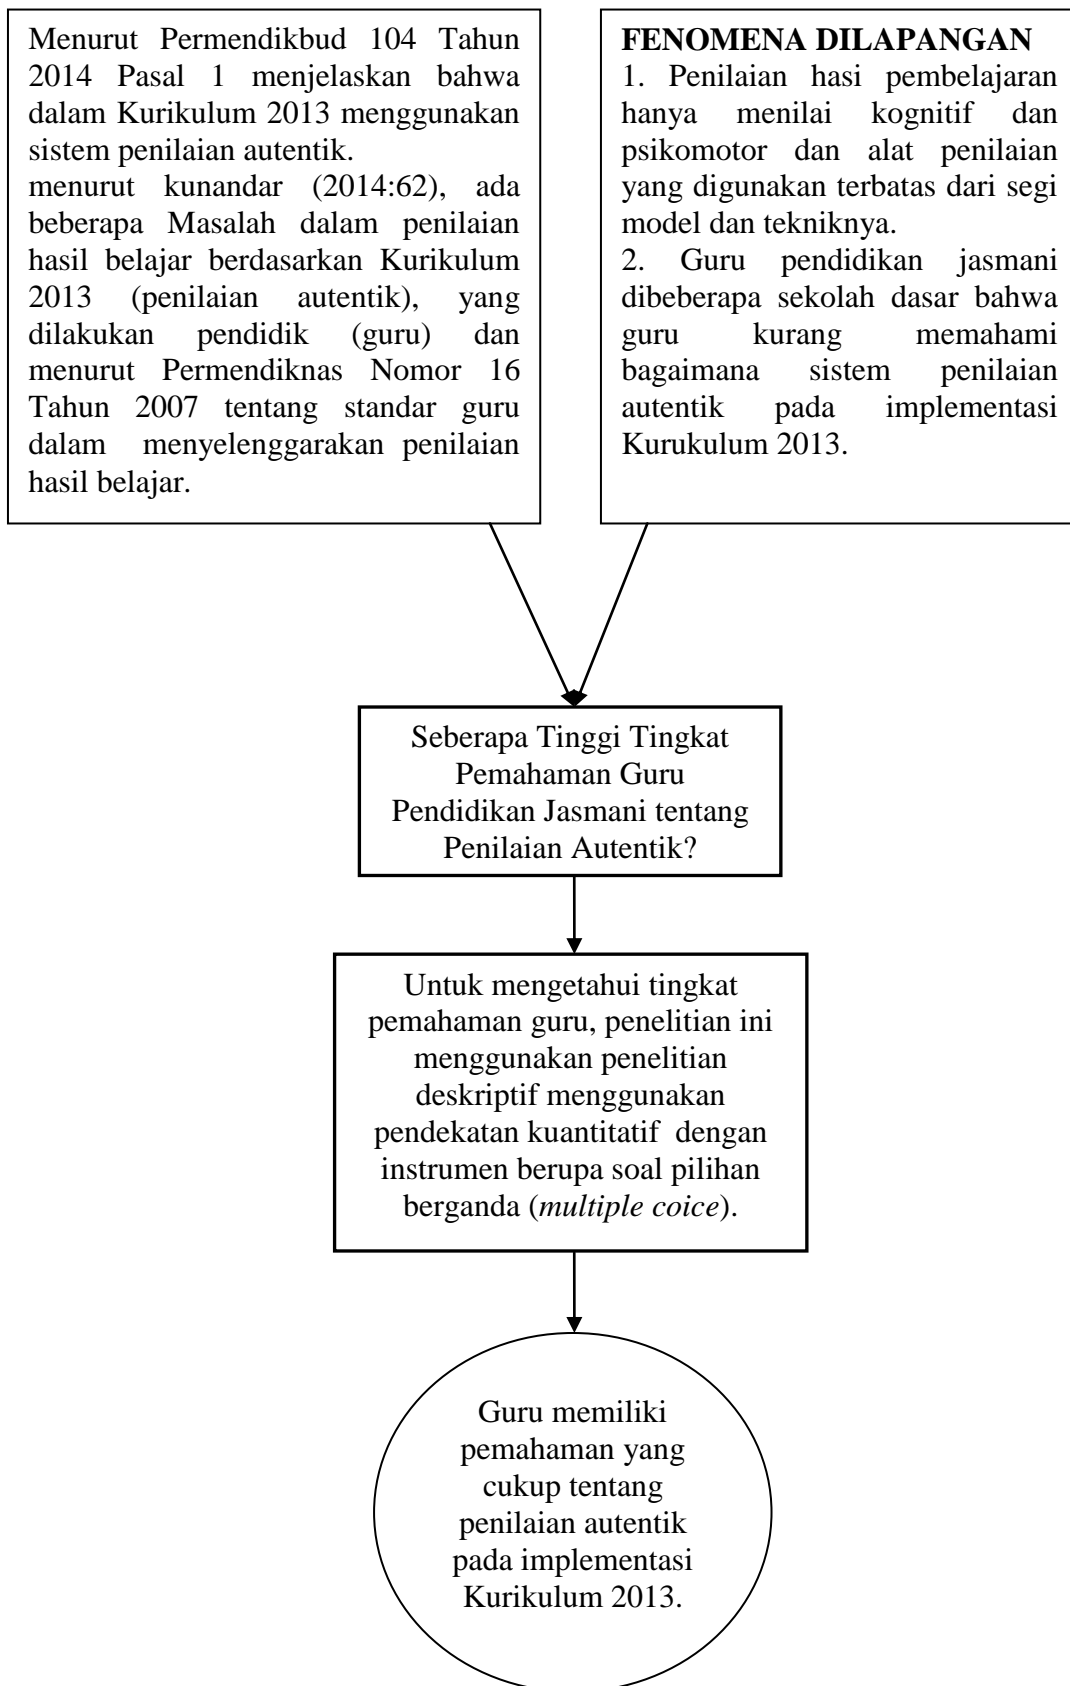 Menurut Permendikbud 104 Tahun
2014 Pasal 1 menjelaskan bahwa
dalam Kurikulum 2013 menggunakan
sistem penilaian autentik.
menurut kunandar (2014:62), ada
beberapa Masalah dalam penilaian
hasil belajar berdasarkan Kurikulum
2013 (penilaian autentik), yang
dilakukan pendidik (guru) dan
menurut Permendiknas Nomor 16
Tahun 2007 tentang standar guru
dalam menyelenggarakan penilaian
hasil belajar.
FENOMENA DILAPANGAN
1. Penilaian hasi pembelajaran
hanya menilai kognitif dan
psikomotor dan alat penilaian
yang digunakan terbatas dari segi
model dan tekniknya.
2. Guru pendidikan jasmani
dibeberapa sekolah dasar bahwa
guru kurang memahami
bagaimana sistem penilaian
autentik pada implementasi
Kurukulum 2013.
Seberapa Tinggi Tingkat
Pemahaman Guru
Pendidikan Jasmani tentang
Penilaian Autentik?
Untuk mengetahui tingkat
pemahaman guru, penelitian ini
menggunakan penelitian
deskriptif menggunakan
pendekatan kuantitatif dengan
instrumen berupa soal pilihan
berganda (multiple coice).
Guru memiliki
pemahaman yang
cukup tentang
penilaian autentik
pada implementasi
Kurikulum 2013.